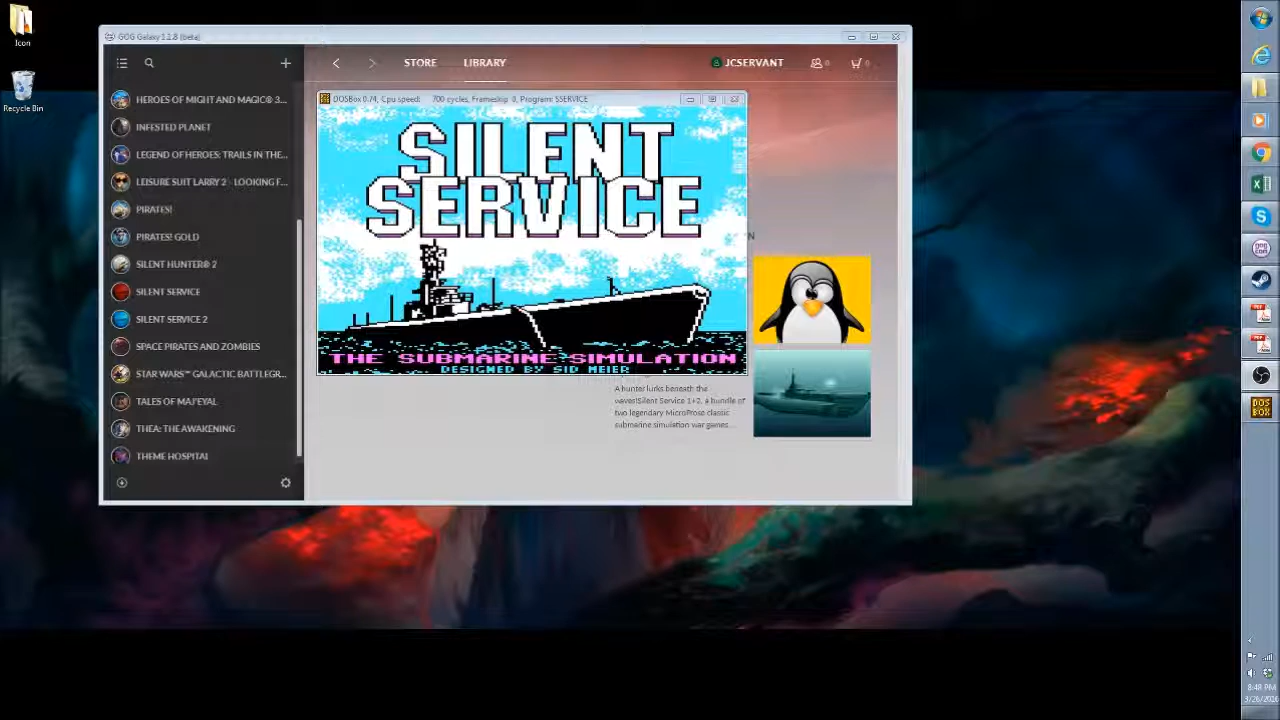 Icon
Recycle Bin
GOG Galaxy 1.2.8 (beta)
STORE
LIBRARY
JCSERVANT
0
0
HEROES OF MIGHT AND MAGIC® 3...
INFESTED PLANET
LEGEND OF HEROES: TRAILS IN THE...
LEISURE SUIT LARRY 2 - LOOKING F...
PIRATES!
PIRATES! GOLD
SILENT HUNTER® 2
SILENT SERVICE
SILENT SERVICE 2
SPACE PIRATES AND ZOMBIES
STAR WARS™ GALACTIC BATTLEGR...
TALES OF MAJ'EYAL
THEA: THE AWAKENING
THEME HOSPITAL
DOSBox 0.74, Cpu speed: 700 cycles, Frameskip 0, Program: SSERVICE
SILENT
SERVICE
THE SUBMARINE SIMULATION
DESIGNED BY SID MEIER
N
A hunter lurks beneath the
waves!Silent Service 1+2, a bundle of
two legendary MicroProse classic
submarine simulation war games...
DOS
BOX
8:48 PM